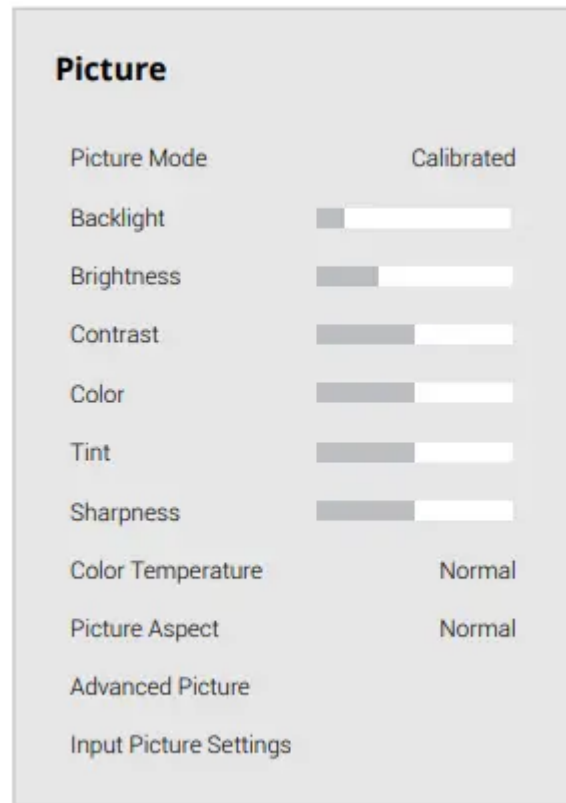 Picture
Picture Mode Calibrated
Backlight
Brightness
Contrast
Color
Tint
Sharpness
Color Temperature Normal
Picture Aspect Normal
Advanced Picture
Input Picture Settings